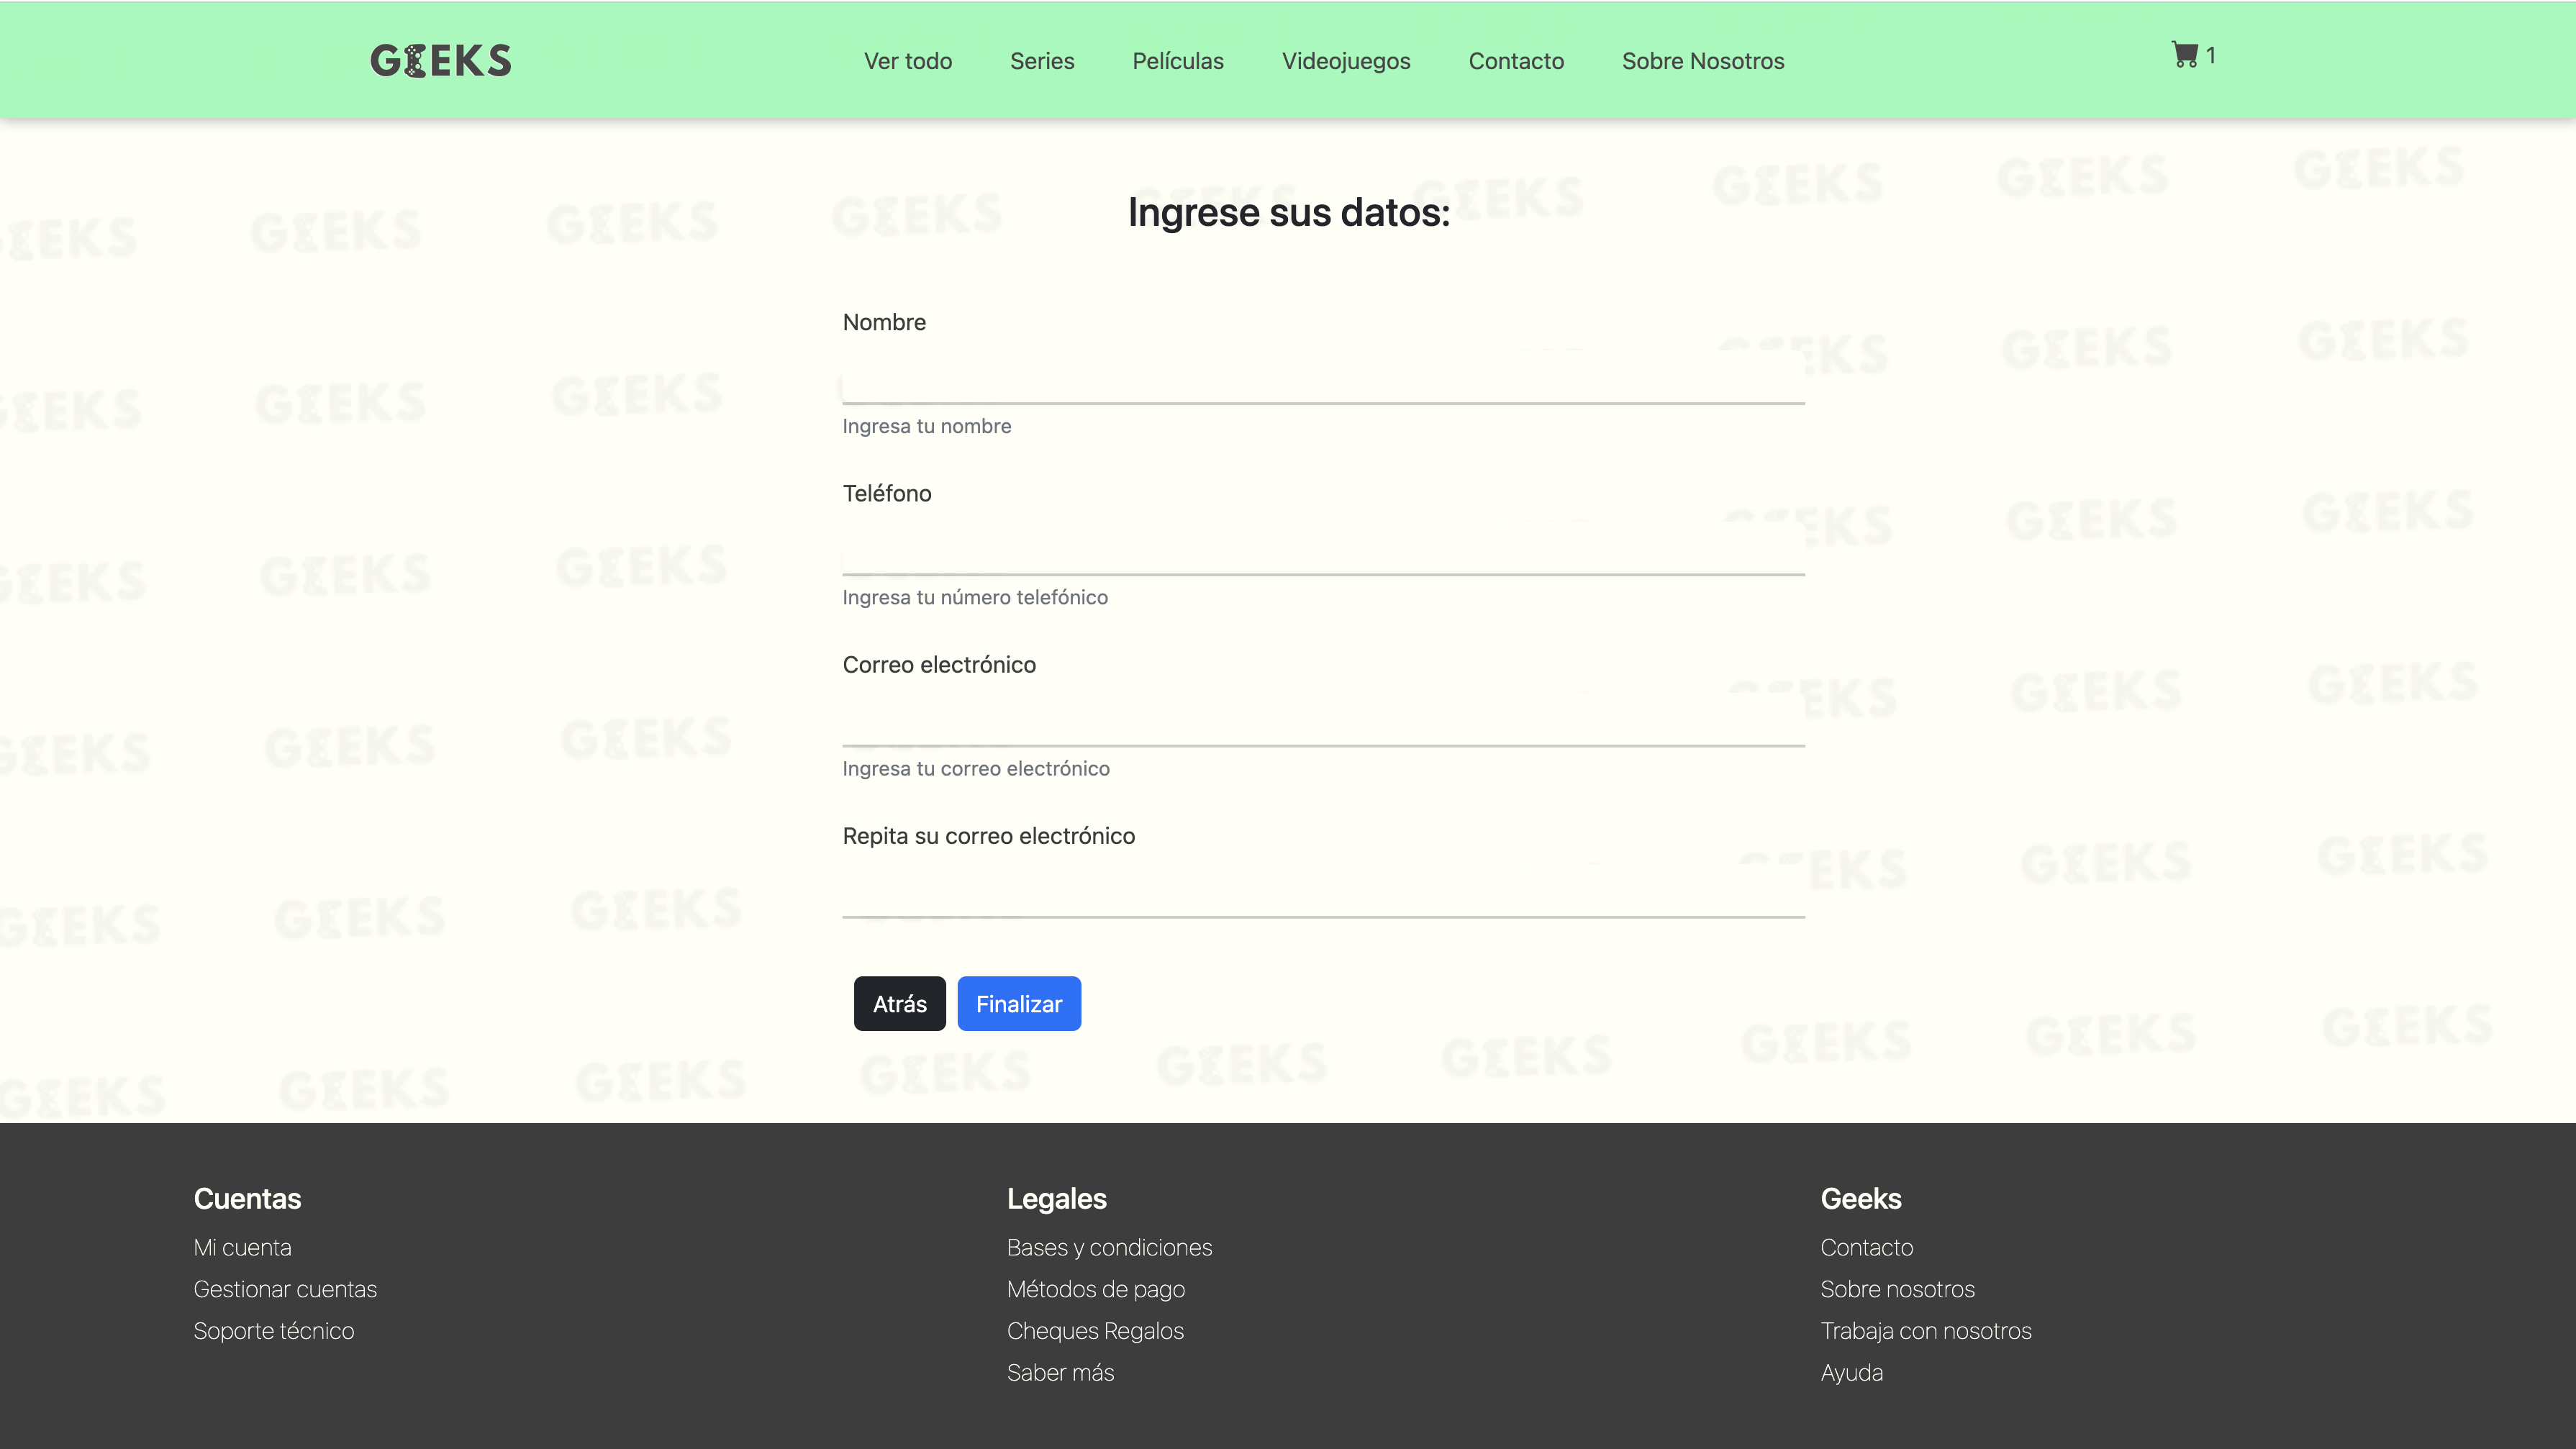 GEEKS
Ver todo
Series
Películas
Videojuegos
Contacto
Sobre Nosotros
1
Ingrese sus datos:
Nombre
Ingresa tu nombre
Teléfono
Ingresa tu número telefónico
Correo electrónico
Ingresa tu correo electrónico
Repita su correo electrónico
Atrás
Finalizar
Cuentas
Mi cuenta
Gestionar cuentas
Soporte técnico
Legales
Bases y condiciones
Métodos de pago
Cheques Regalos
Saber más
Geeks
Contacto
Sobre nosotros
Trabaja con nosotros
Ayuda